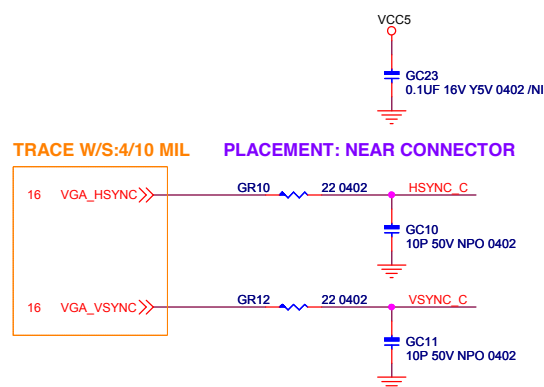 VCC5
GC23
0.1UF 16V Y5V 0402 /NI
TRACE W/S:4/10 MIL PLACEMENT: NEAR CONNECTOR
16 VGA_HSYNC GR10 22 0402 HSYNC_C
GC10
10P 50V NPO 0402
16 VGA_VSYNC GR12 22 0402 VSYNC_C
GC11
10P 50V NPO 0402